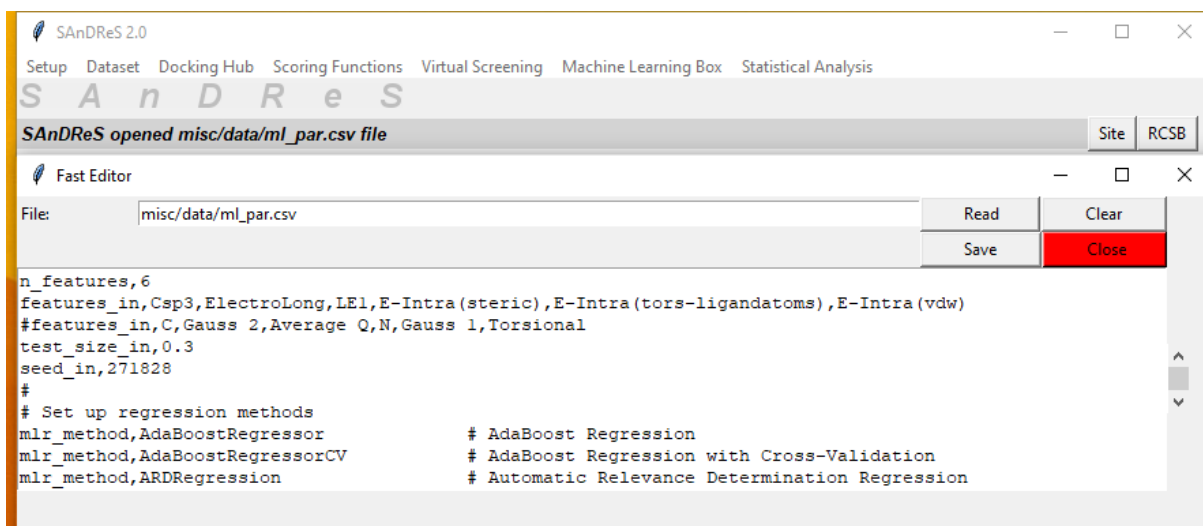 SAnDReS 2.0
Setup Dataset Docking Hub Scoring Functions Virtual Screening Machine Learning Box Statistical Analysis
S A n D R e S
SAnDReS opened misc/data/ml_par.csv file Site RCSB
Fast Editor
File: misc/data/ml_par.csv Read Clear
Save Close
n_features,6
features_in,Csp3,ElectroLong,LE1,E-Intra(steric),E-Intra(tors-ligandatoms),E-Intra(vdw)
#features_in,C,Gauss 2,Average Q,N,Gauss 1,Torsional
test_size_in,0.3
seed_in,271828
#
# Set up regression methods
mlr_method,AdaBoostRegressor # AdaBoost Regression
mlr_method,AdaBoostRegressorCV # AdaBoost Regression with Cross-Validation
mlr_method,ARDRegression # Automatic Relevance Determination Regression